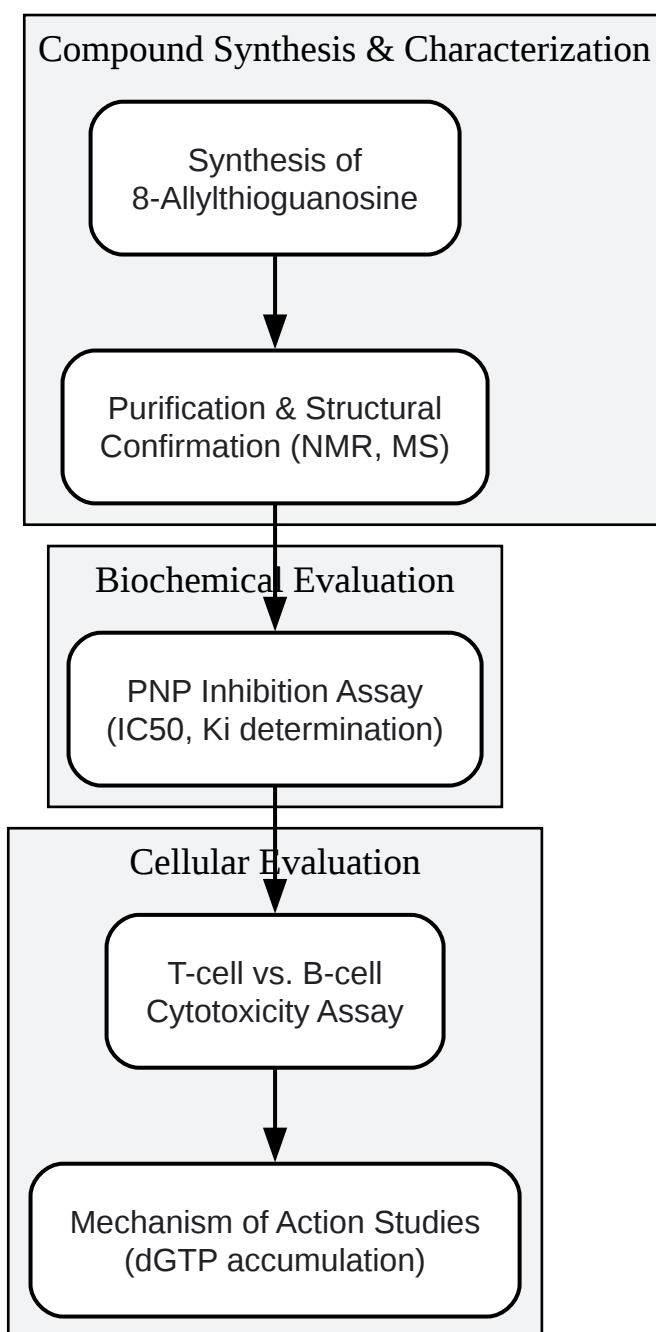 Compound Synthesis & Characterization
Synthesis of
8-Allylthioguanosine
Purification & Structural
Confirmation (NMR, MS)
Biochemical Evaluation
PNP Inhibition Assay
(IC50, Ki determination)
Cellular Evaluation
T-cell vs. B-cell
Cytotoxicity Assay
Mechanism of Action Studies
(dGTP accumulation)